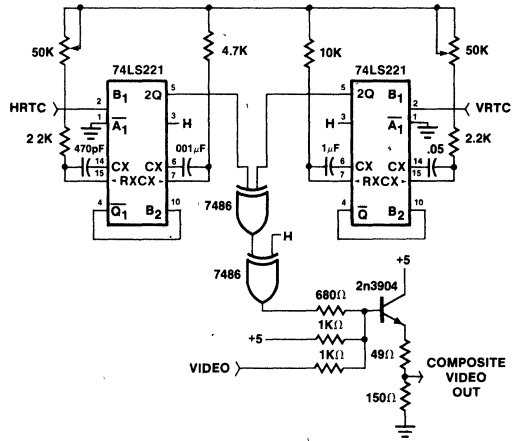 50K
4.7K
10K
50K
74LS221
74LS221
HRTC
2
B1
2Q
5
5
2Q
B1
2
VRTC
1
A1
3
H
H
3
A1
1
2 2K
2.2K
470pF
14
CX
CX
6
001µF
1µF
6
CX
CX
14
.05
15
RXCX
7
7
RXCX
15
4
Q1
B2
10
4
Q
B2
10
7486
H
7486
+5
680Ω
2n3904
1KΩ
+5
49Ω
1KΩ
VIDEO
COMPOSITE
VIDEO
OUT
150Ω